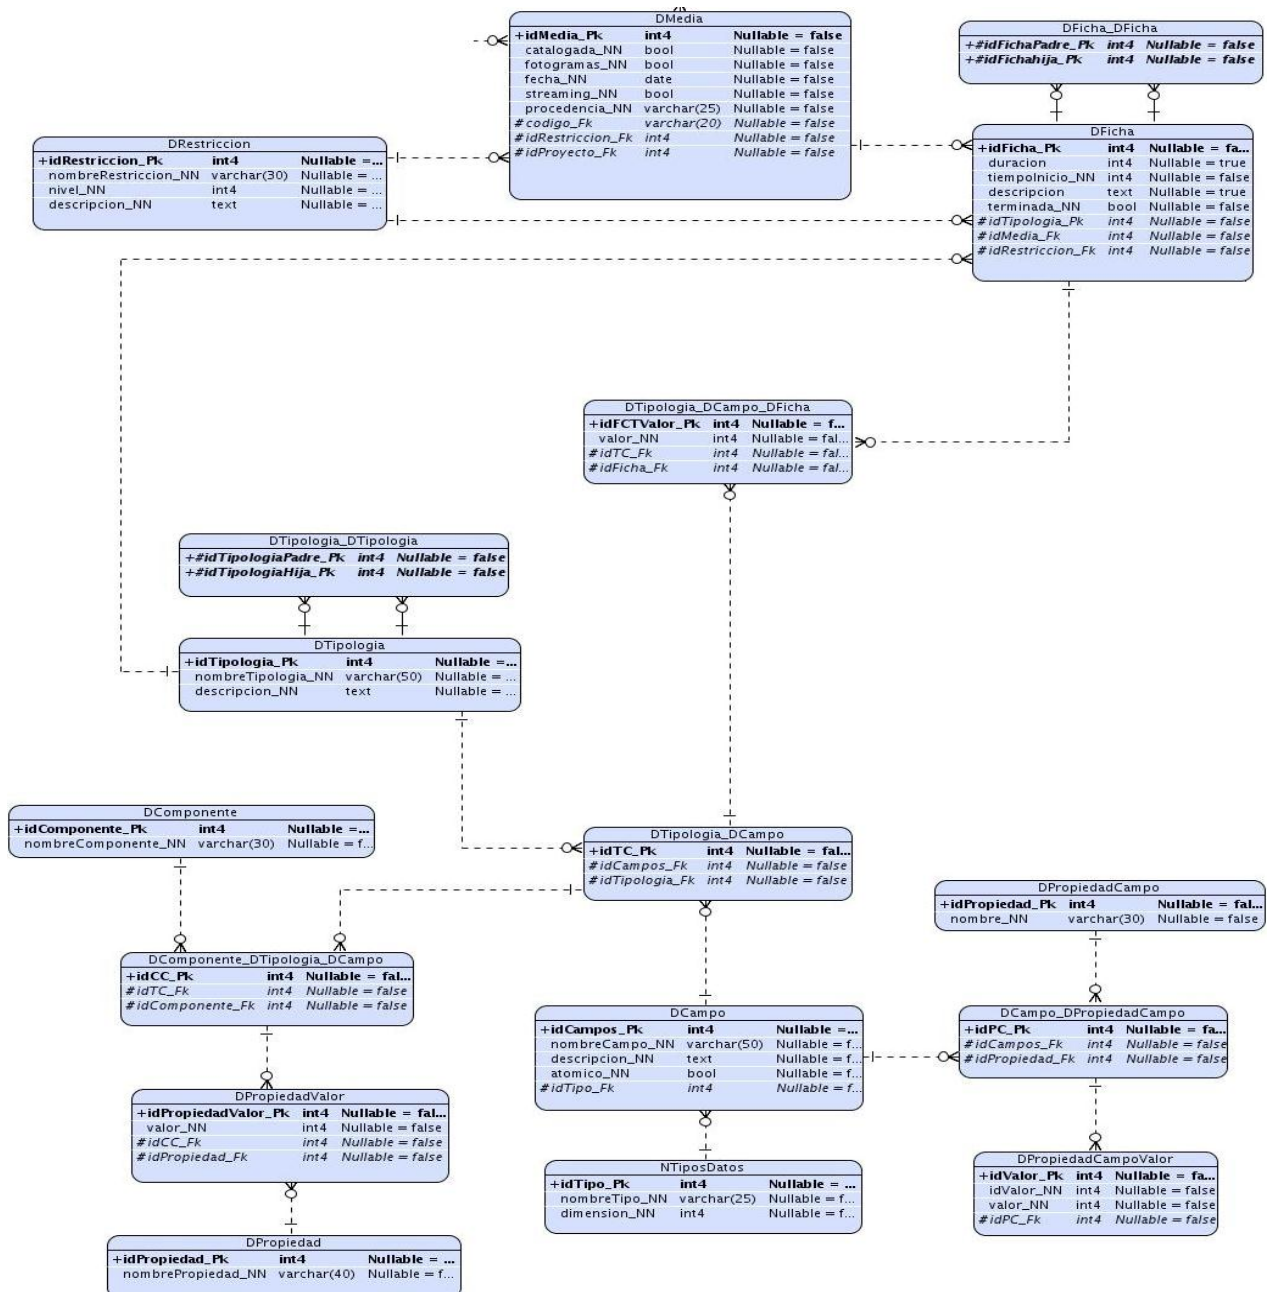 DMedia
+idMedia_Pk int4 Nullable = false
catalogada_NN bool Nullable = false
fotogramas_NN bool Nullable = false
fecha_NN date Nullable = false
streaming_NN bool Nullable = false
procedencia_NN varchar(25) Nullable = false
#codigo_Fk varchar(20) Nullable = false
#idRestriccion_Fk int4 Nullable = false
#idProyecto_Fk int4 Nullable = false
DFicha_DFicha
+#idFichaPadre_Pk int4 Nullable = false
+#idFichahija_Pk int4 Nullable = false
DRestriccion
+idRestriccion_Pk int4 Nullable =...
nombreRestriccion_NN varchar(30) Nullable = ...
nivel_NN int4 Nullable = ...
descripcion_NN text Nullable = ...
DFicha
+idFicha_Pk int4 Nullable = fa...
duracion int4 Nullable = true
tiempoInicio_NN int4 Nullable = false
descripcion text Nullable = true
terminada_NN bool Nullable = false
#idTipologia_Pk int4 Nullable = false
#idMedia_Fk int4 Nullable = false
#idRestriccion_Fk int4 Nullable = false
DTipologia_DCampo_DFicha
+idFCTValor_Pk int4 Nullable = f...
valor_NN int4 Nullable = fal...
#idTC_Fk int4 Nullable = fal...
#idFicha_Fk int4 Nullable = fal...
DTipologia_DTipologia
+#idTipologiaPadre_Pk int4 Nullable = false
+#idTipologiaHija_Pk int4 Nullable = false
DTipologia
+idTipologia_Pk int4 Nullable =...
nombreTipologia_NN varchar(50) Nullable = ...
descripcion_NN text Nullable = ...
DComponente
+idComponente_Pk int4 Nullable =...
nombreComponente_NN varchar(30) Nullable = f...
DTipologia_DCampo
+idTC_Pk int4 Nullable = fal...
#idCampos_Fk int4 Nullable = false
#idTipologia_Fk int4 Nullable = false
DPropiedadCampo
+idPropiedad_Pk int4 Nullable = fal...
nombre_NN varchar(30) Nullable = false
DComponente_DTipologia_DCampo
+idCC_Pk int4 Nullable = fal...
#idTC_Fk int4 Nullable = false
#idComponente_Fk int4 Nullable = false
DCampo
+idCampos_Pk int4 Nullable =...
nombreCampo_NN varchar(50) Nullable = f...
descripcion_NN text Nullable = f...
atomico_NN bool Nullable = f...
#idTipo_Fk int4 Nullable = f...
DCampo_DPropiedadCampo
+idPC_Pk int4 Nullable = fa...
#idCampos_Fk int4 Nullable = false
#idPropiedad_Fk int4 Nullable = false
DPropiedadValor
+idPropiedadValor_Pk int4 Nullable = fal...
valor_NN int4 Nullable = false
#idCC_Fk int4 Nullable = false
#idPropiedad_Fk int4 Nullable = false
NTiposDatos
+idTipo_Pk int4 Nullable = ...
nombreTipo_NN varchar(25) Nullable = f...
dimension_NN int4 Nullable = f...
DPropiedadCampoValor
+idValor_Pk int4 Nullable = fa...
idValor_NN int4 Nullable = false
valor_NN int4 Nullable = false
#idPC_Fk int4 Nullable = false
DPropiedad
+idPropiedad_Pk int4 Nullable = ...
nombrePropiedad_NN varchar(40) Nullable = f...